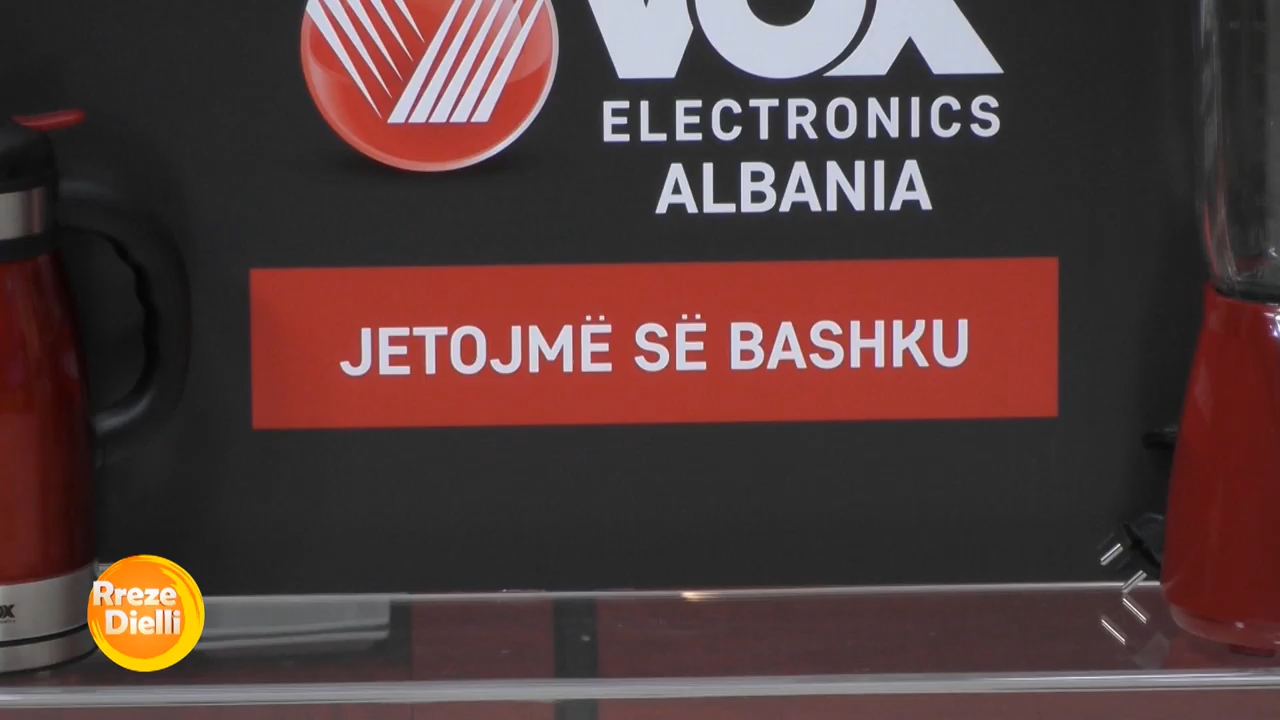 VOX
ELECTRONICS
ALBANIA
JETOJMË SË BASHKU
Rreze
Dielli